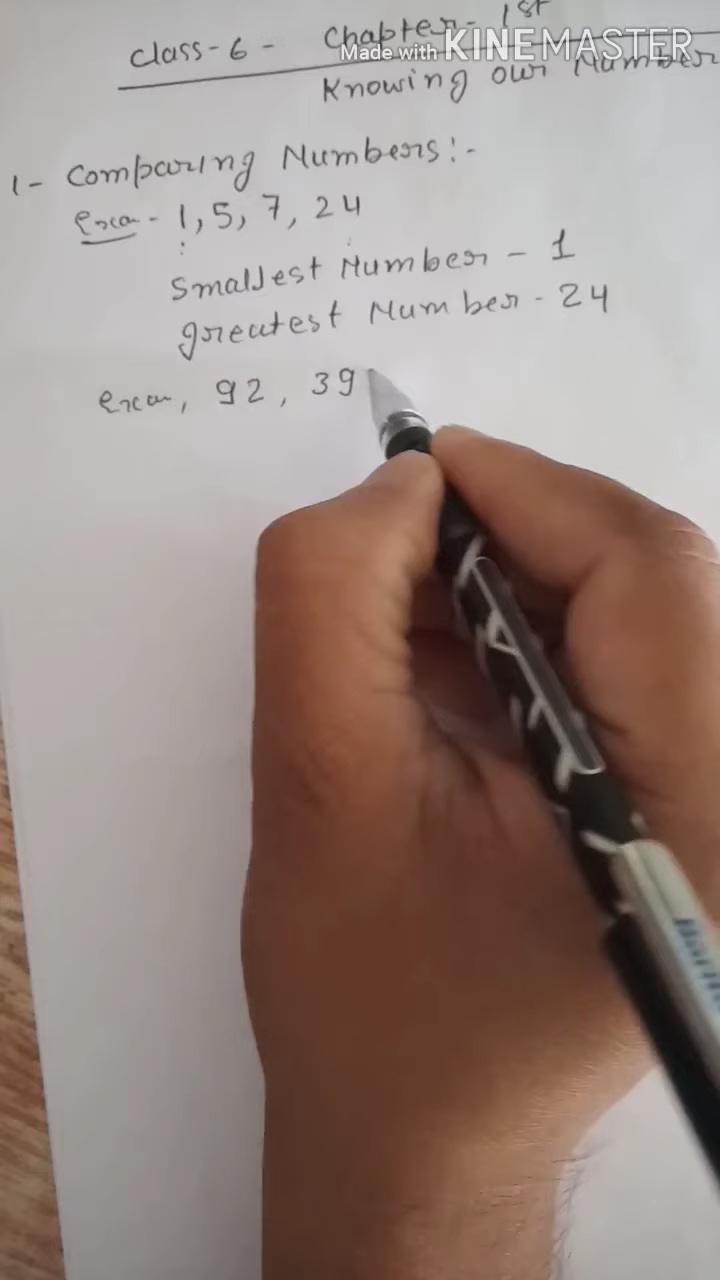 class-6- Chapter- 1st
Made with KINEMASTER
Knowing our Number
1- Comparing Numbers:-
Exa- 1, 5, 7, 24
Smallest Number - 1
greatest Number - 24
Exa, 92, 39